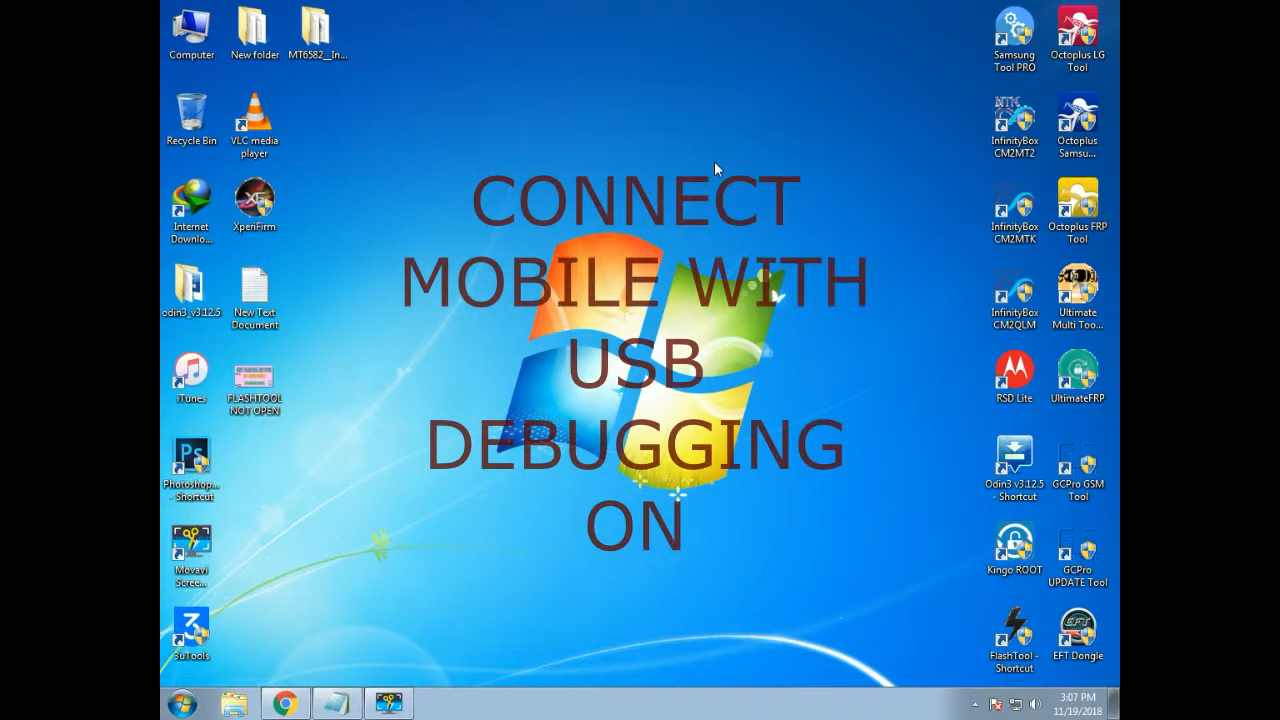 Computer
New folder
MT6582__In...
Recycle Bin
VLC media
player
Internet
Downlo...
XperiFirm
odin3_v3.12.5
New Text
Document
iTunes
FLASHTOOL
NOT OPEN
Photoshop...
- Shortcut
Movavi
Scree...
3uTools
CONNECT
MOBILE WITH
USB
DEBUGGING
ON
Samsung
Tool PRO
Octoplus LG
Tool
InfinityBox
CM2MT2
Octoplus
Samsu...
InfinityBox
CM2MTK
Octoplus FRP
Tool
InfinityBox
CM2QLM
Ultimate
Multi Too...
RSD Lite
UltimateFRP
Odin3 v3.12.5
- Shortcut
GCPro GSM
Tool
Kingo ROOT
GCPro
UPDATE Tool
FlashTool -
Shortcut
EFT Dongle
3:07 PM
11/19/2018